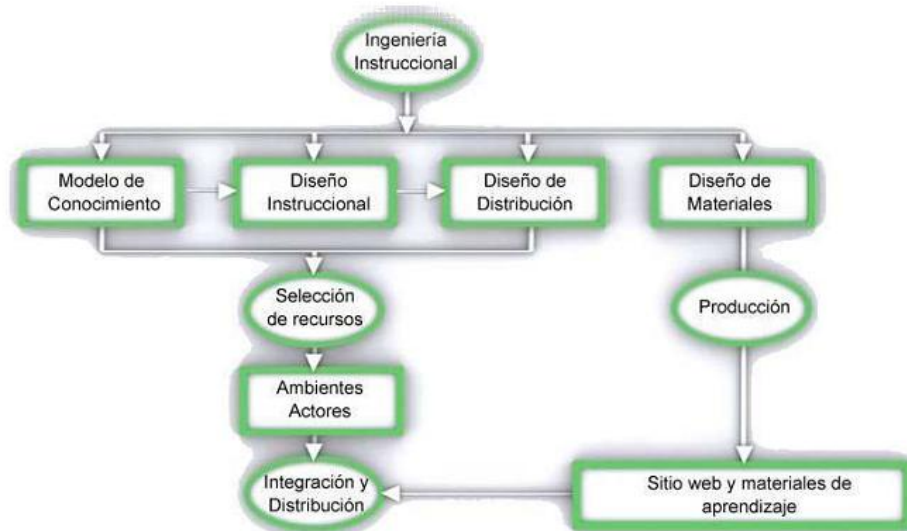 Ingeniería
Instruccional
Modelo de
Conocimiento
Diseño
Instruccional
Diseño de
Distribución
Diseño de
Materiales
Selección
de recursos
Producción
Ambientes
Actores
Integración y
Distribución
Sitio web y materiales de
aprendizaje